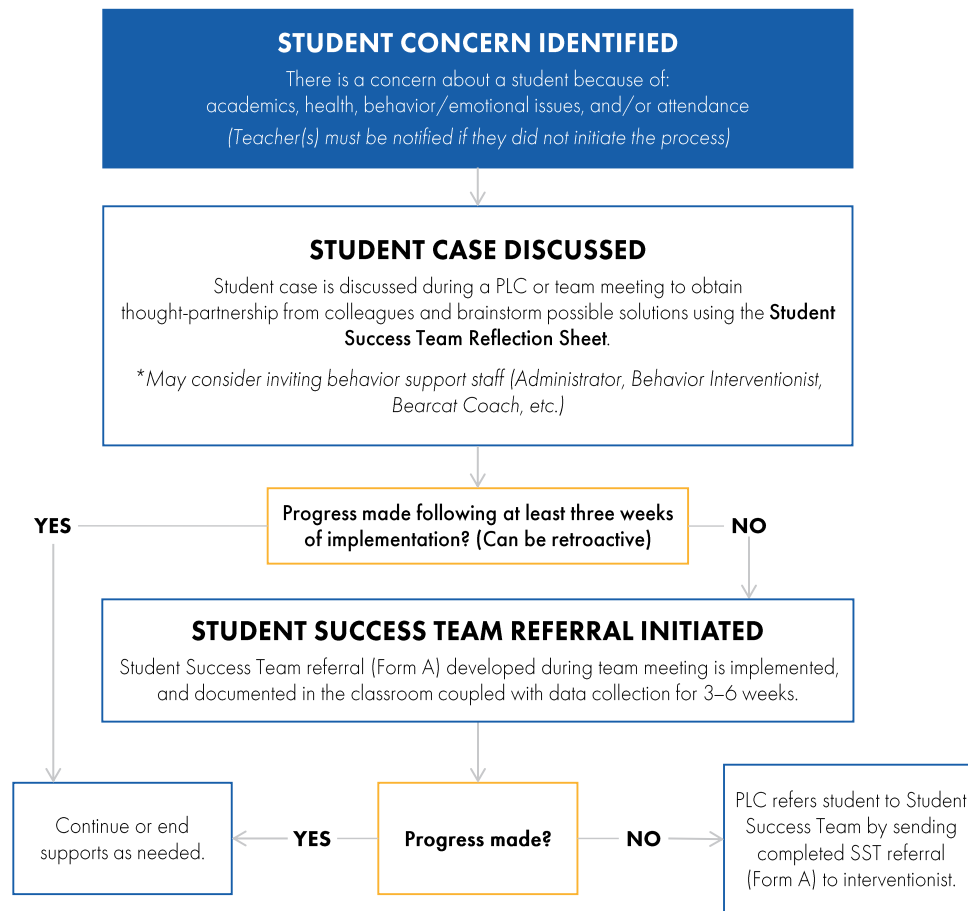 STUDENT CONCERN IDENTIFIED
There is a concern about a student because of:
academics, health, behavior/emotional issues, and/or attendance
(Teacher(s) must be notified if they did not initiate the process)
STUDENT CASE DISCUSSED
Student case is discussed during a PLC or team meeting to obtain
thought-partnership from colleagues and brainstorm possible solutions using the Student
Success Team Reflection Sheet.
*May consider inviting behavior support staff (Administrator, Behavior Interventionist,
Bearcat Coach, etc.)
Progress made following at least three weeks
of implementation? (Can be retroactive)
YES
NO
STUDENT SUCCESS TEAM REFERRAL INITIATED
Student Success Team referral (Form A) developed during team meeting is implemented,
and documented in the classroom coupled with data collection for 3–6 weeks.
Continue or end
supports as needed.
YES
Progress made?
NO
PLC refers student to Student
Success Team by sending
completed SST referral
(Form A) to interventionist.